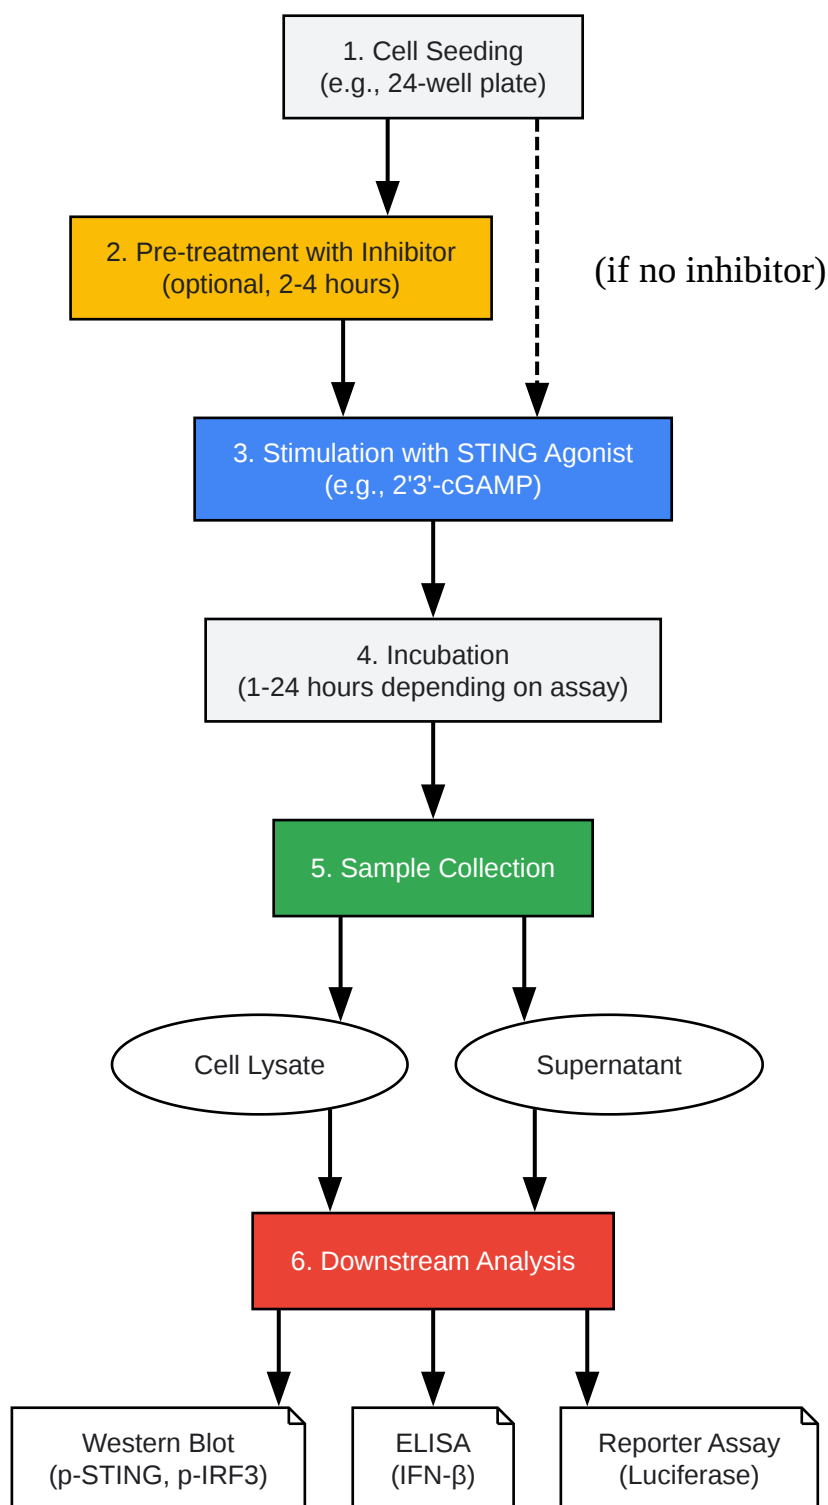 1. Cell Seeding
(e.g., 24-well plate)
2. Pre-treatment with Inhibitor
(optional, 2-4 hours)
(if no inhibitor)
3. Stimulation with STING Agonist
(e.g., 2'3'-cGAMP)
4. Incubation
(1-24 hours depending on assay)
5. Sample Collection
Cell Lysate
Supernatant
6. Downstream Analysis
Western Blot
(p-STING, p-IRF3)
ELISA
(IFN-β)
Reporter Assay
(Luciferase)